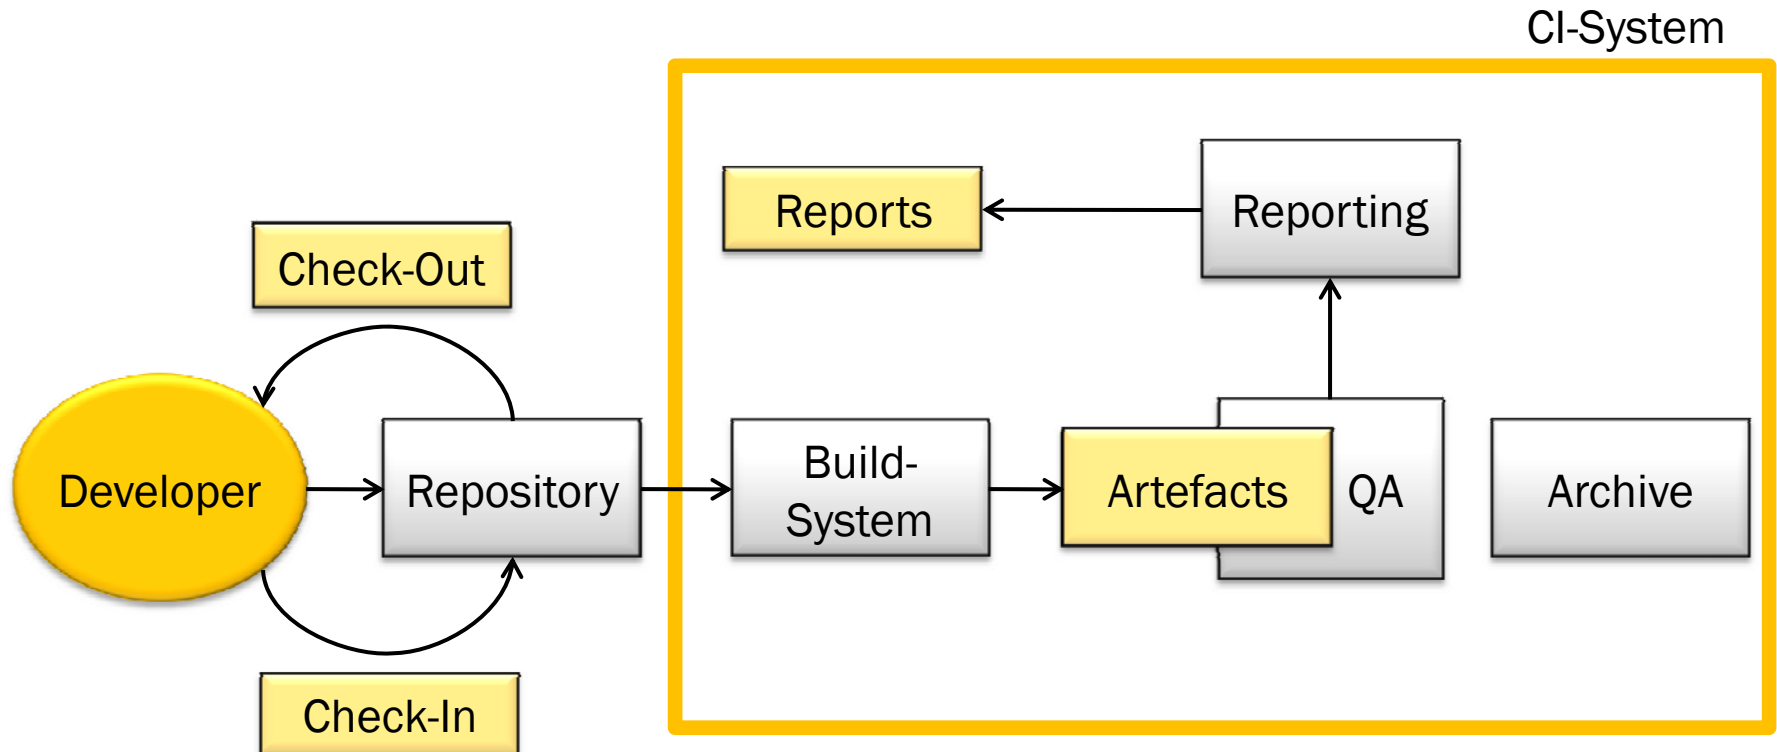 CI-System
Reports
Reporting
Check-Out
Developer
Repository
Build-
System
Artefacts
QA
Archive
Check-In